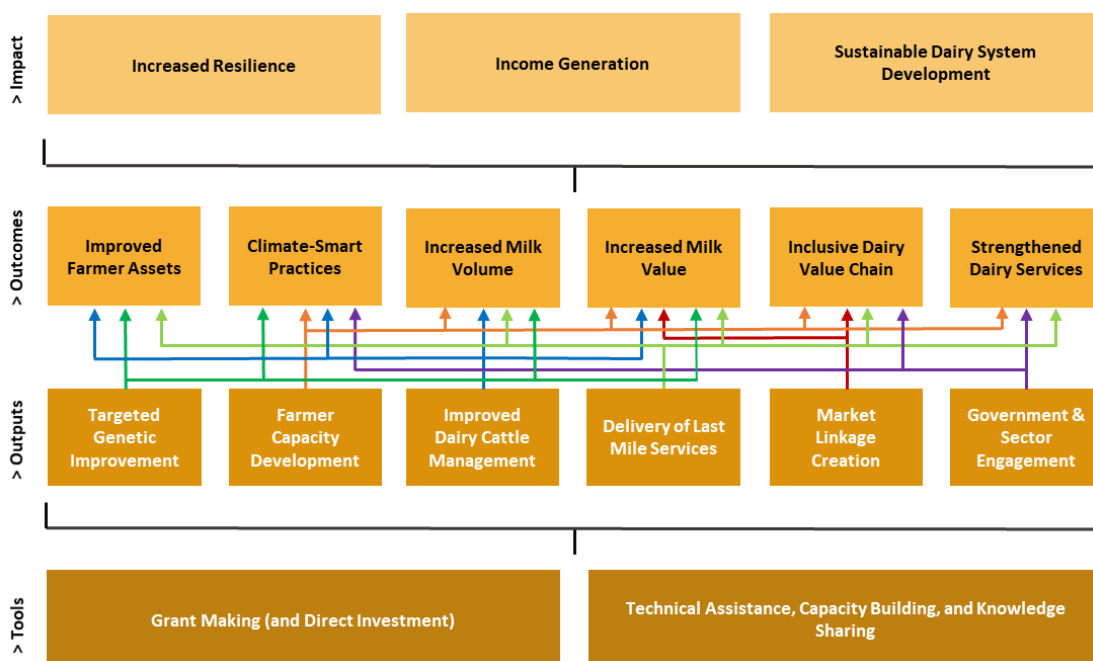 > Impact
Increased Resilience
Income Generation
Sustainable Dairy System
Development
> Outcomes
Improved
Farmer Assets
Climate-Smart
Practices
Increased Milk
Volume
Increased Milk
Value
Inclusive Dairy
Value Chain
Strengthened
Dairy Services
> Outputs
Targeted
Genetic
Improvement
Farmer
Capacity
Development
Improved
Dairy Cattle
Management
Delivery of Last
Mile Services
Market
Linkage
Creation
Government &
Sector
Engagement
> Tools
Grant Making (and Direct Investment)
Technical Assistance, Capacity Building, and Knowledge
Sharing